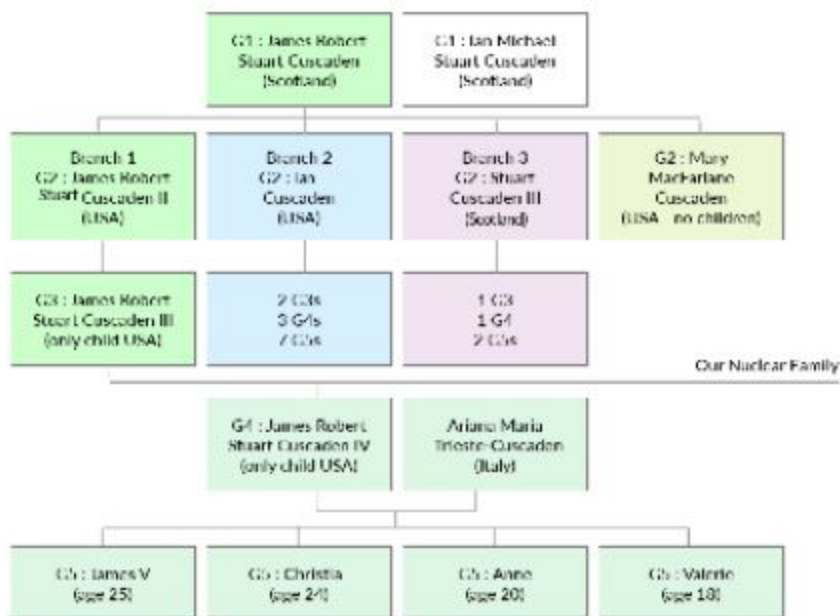 G1 : James Robert
Stuart Cuscaden
(Scotland)
G1 : Ian Michael
Stuart Cuscaden
(Scotland)
Branch 1
G2 : James Robert
Stuart Cuscaden II
(USA)
Branch 2
G2 : Ian
Cuscaden
(USA)
Branch 3
G2 : Stuart
Cuscaden III
(Scotland)
G2 : Mary
MacFarlane
Cuscaden
(USA no children)
G3 : James Robert
Stuart Cuscaden III
(only child USA)
2 G3s
3 G4s
7 G5s
1 G3
1 G4
2 G5s
Our Nuclear Family
G4 : James Robert
Stuart Cuscaden IV
(only child USA)
Ariana Maria
Trieste-Cuscaden
(Italy)
G5 : James V
(age 25)
G5 : Christia
(age 24)
G5 : Anne
(age 20)
G5 : Valerie
(age 18)